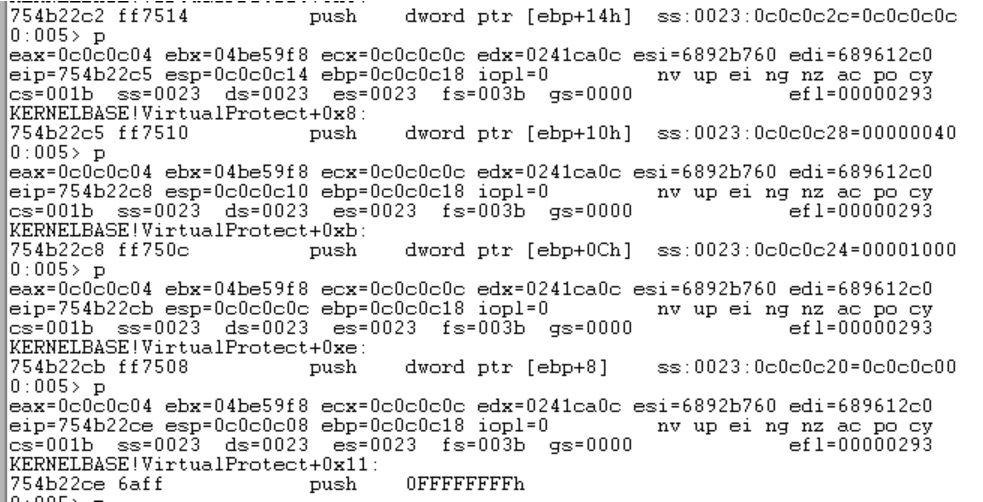 754b22c2 ff7514          push    dword ptr [ebp+14h]  ss:0023:0c0c0c2c=0c0c0c0c
0:005> p
eax=0c0c0c04 ebx=04be59f8 ecx=0c0c0c0c edx=0241ca0c esi=6892b760 edi=689612c0
eip=754b22c5 esp=0c0c0c14 ebp=0c0c0c18 iopl=0         nv up ei ng nz ac po cy
cs=001b  ss=0023  ds=0023  es=0023  fs=003b  gs=0000             efl=00000293
KERNELBASE!VirtualProtect+0x8:
754b22c5 ff7510          push    dword ptr [ebp+10h]  ss:0023:0c0c0c28=00000040
0:005> p
eax=0c0c0c04 ebx=04be59f8 ecx=0c0c0c0c edx=0241ca0c esi=6892b760 edi=689612c0
eip=754b22c8 esp=0c0c0c10 ebp=0c0c0c18 iopl=0         nv up ei ng nz ac po cy
cs=001b  ss=0023  ds=0023  es=0023  fs=003b  gs=0000             efl=00000293
KERNELBASE!VirtualProtect+0xb:
754b22c8 ff750c          push    dword ptr [ebp+0Ch]  ss:0023:0c0c0c24=00001000
0:005> p
eax=0c0c0c04 ebx=04be59f8 ecx=0c0c0c0c edx=0241ca0c esi=6892b760 edi=689612c0
eip=754b22cb esp=0c0c0c0c ebp=0c0c0c18 iopl=0         nv up ei ng nz ac po cy
cs=001b  ss=0023  ds=0023  es=0023  fs=003b  gs=0000             efl=00000293
KERNELBASE!VirtualProtect+0xe:
754b22cb ff7508          push    dword ptr [ebp+8]    ss:0023:0c0c0c20=0c0c0c00
0:005> p
eax=0c0c0c04 ebx=04be59f8 ecx=0c0c0c0c edx=0241ca0c esi=6892b760 edi=689612c0
eip=754b22ce esp=0c0c0c08 ebp=0c0c0c18 iopl=0         nv up ei ng nz ac po cy
cs=001b  ss=0023  ds=0023  es=0023  fs=003b  gs=0000             efl=00000293
KERNELBASE!VirtualProtect+0x11:
754b22ce 6aff            push    0FFFFFFFFh